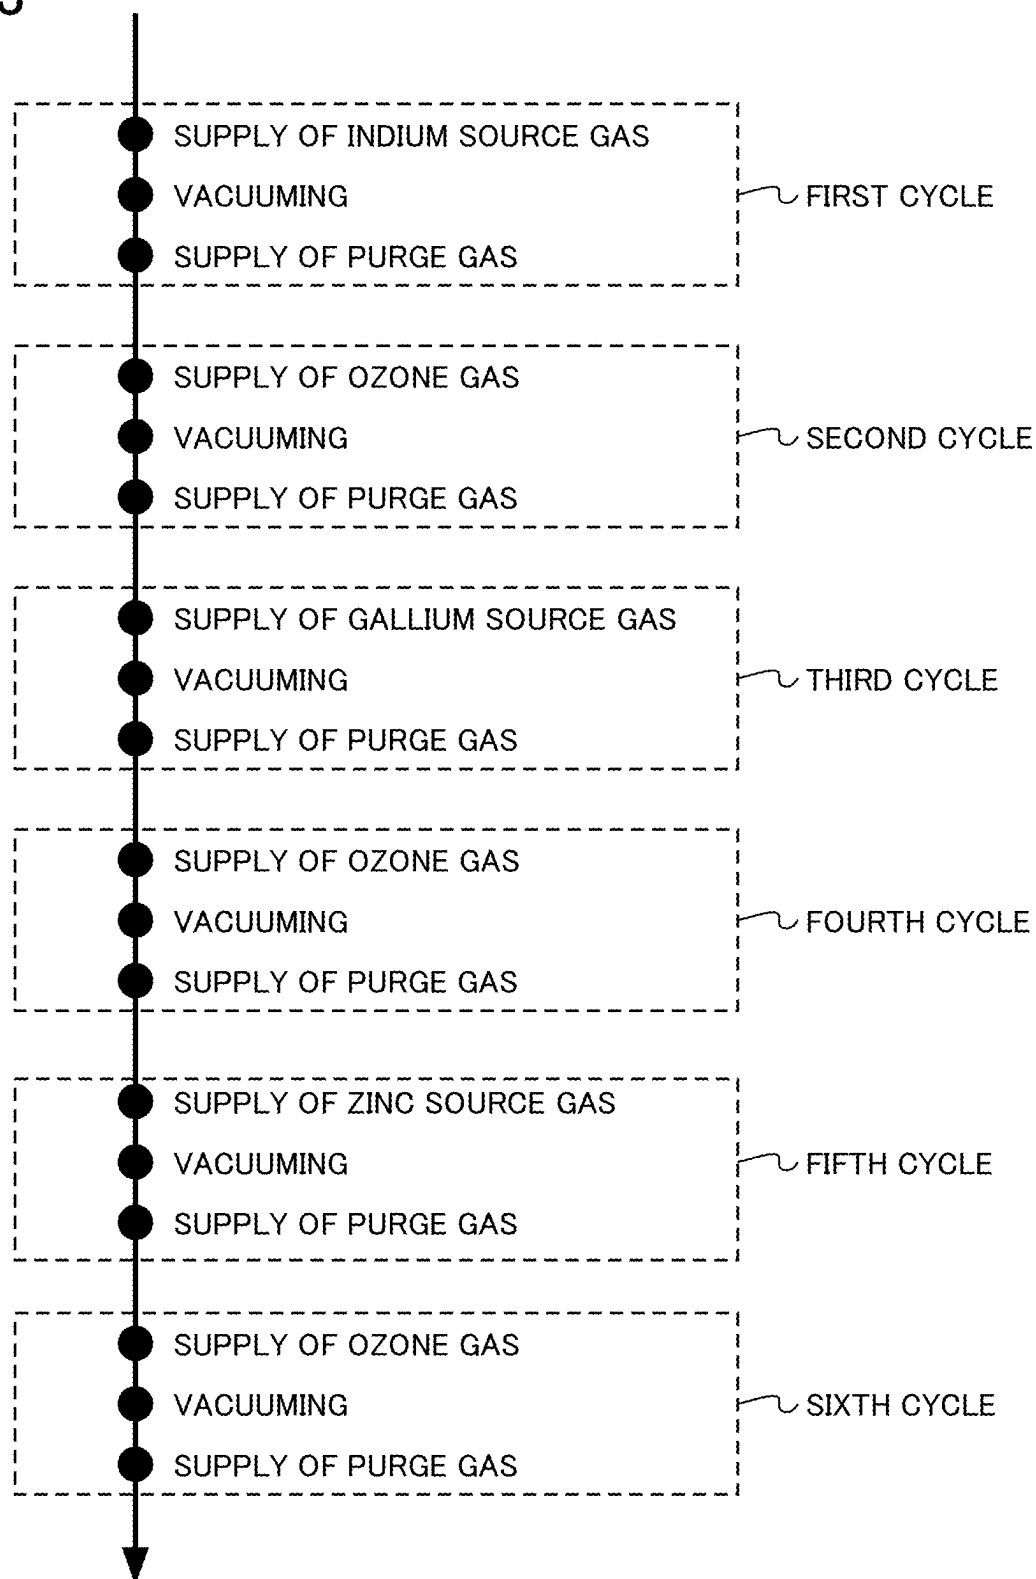 SUPPLY OF INDIUM SOURCE GAS
VACUUMING
FIRST CYCLE
SUPPLY OF PURGE GAS
SUPPLY OF OZONE GAS
VACUUMING
SECOND CYCLE
SUPPLY OF PURGE GAS
SUPPLY OF GALLIUM SOURCE GAS
VACUUMING
THIRD CYCLE
SUPPLY OF PURGE GAS
SUPPLY OF OZONE GAS
VACUUMING
FOURTH CYCLE
SUPPLY OF PURGE GAS
SUPPLY OF ZINC SOURCE GAS
VACUUMING
FIFTH CYCLE
SUPPLY OF PURGE GAS
SUPPLY OF OZONE GAS
VACUUMING
SIXTH CYCLE
SUPPLY OF PURGE GAS